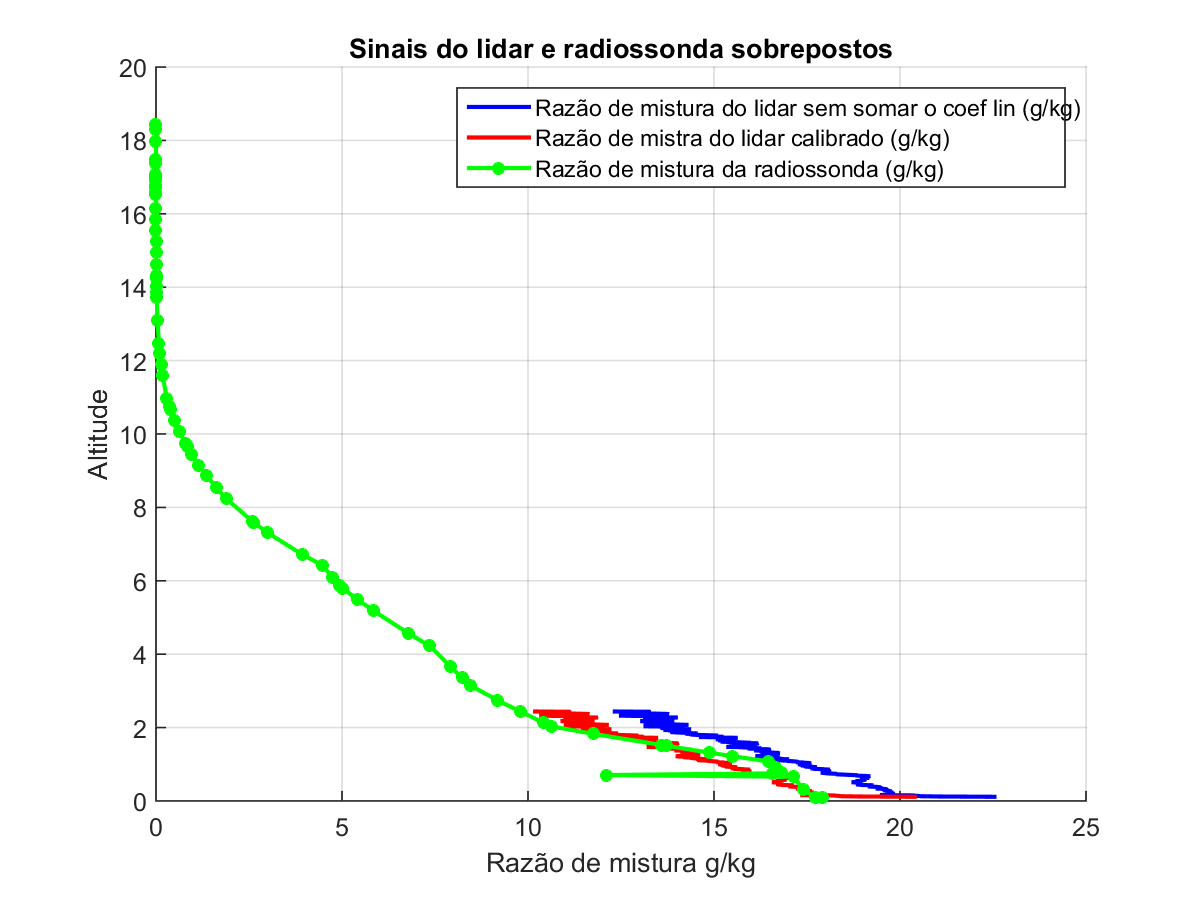 Sinais do lidar e radiossonda sobrepostos
Razão de mistura do lidar sem somar o coef lin (g/kg)
Razão de mistra do lidar calibrado (g/kg)
Razão de mistura da radiossonda (g/kg)
20
18
16
14
12
10
8
6
4
2
0
Altitude
0 5 10 15 20 25
Razão de mistura g/kg